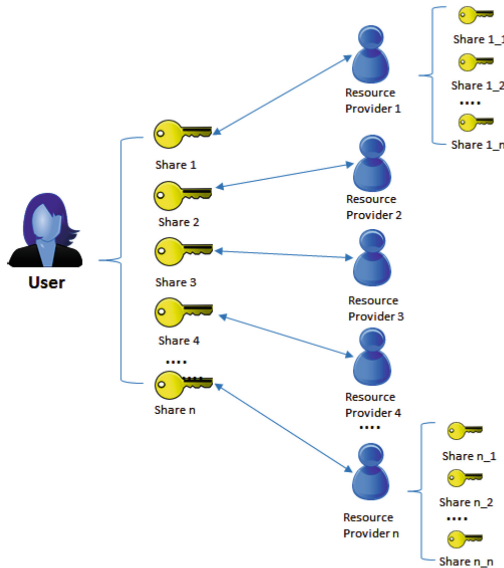 Share 1_1
Share 1_2
....
Share 1_n
Resource
Provider 1
Share 1
Resource
Provider 2
Share 2
User
Share 3
Resource
Provider 3
Share 4
....
....
Share n
Resource
Provider 4
....
Share n_1
Share n_2
....
Share n_n
Resource
Provider n